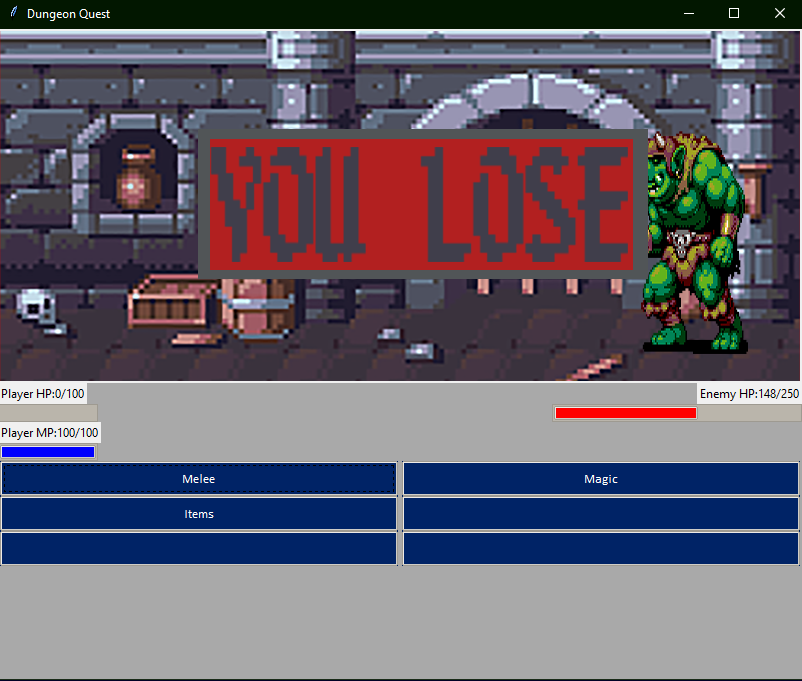 Dungeon Quest
YOU LOSE
Player HP:0/100
Enemy HP:148/250
Player MP:100/100
Melee
Magic
Items